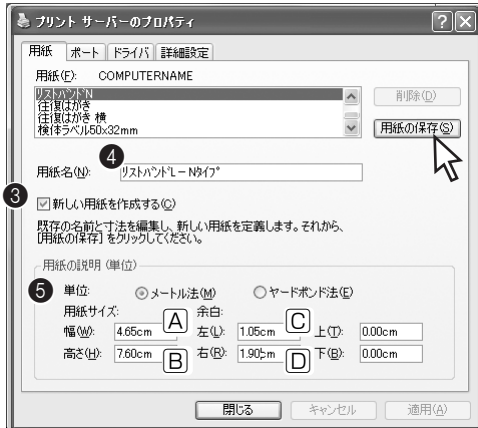 プリント サーバーのプロパティ
用紙 ポート ドライバ 詳細設定
用紙(F): COMPUTERNAME
リストバンドN
往復はがき
往復はがき 横
検体ラベル50x32mm
削除(D)
用紙の保存(S)
4
用紙名(N): リストバンドL－Nタイプ
3
新しい用紙を作成する(C)
既存の名前と寸法を編集し、新しい用紙を定義します。それから、
[用紙の保存] をクリックしてください。
用紙の説明 (単位)
5
単位: メートル法(M) ヤードポンド法(E)
用紙サイズ: 余白:
幅(W): 4.65cm A 左(L): 1.05cm C 上(T): 0.00cm
高さ(H): 7.60cm B 右(R): 1.90cm D 下(B): 0.00cm
閉じる キャンセル 適用(A)